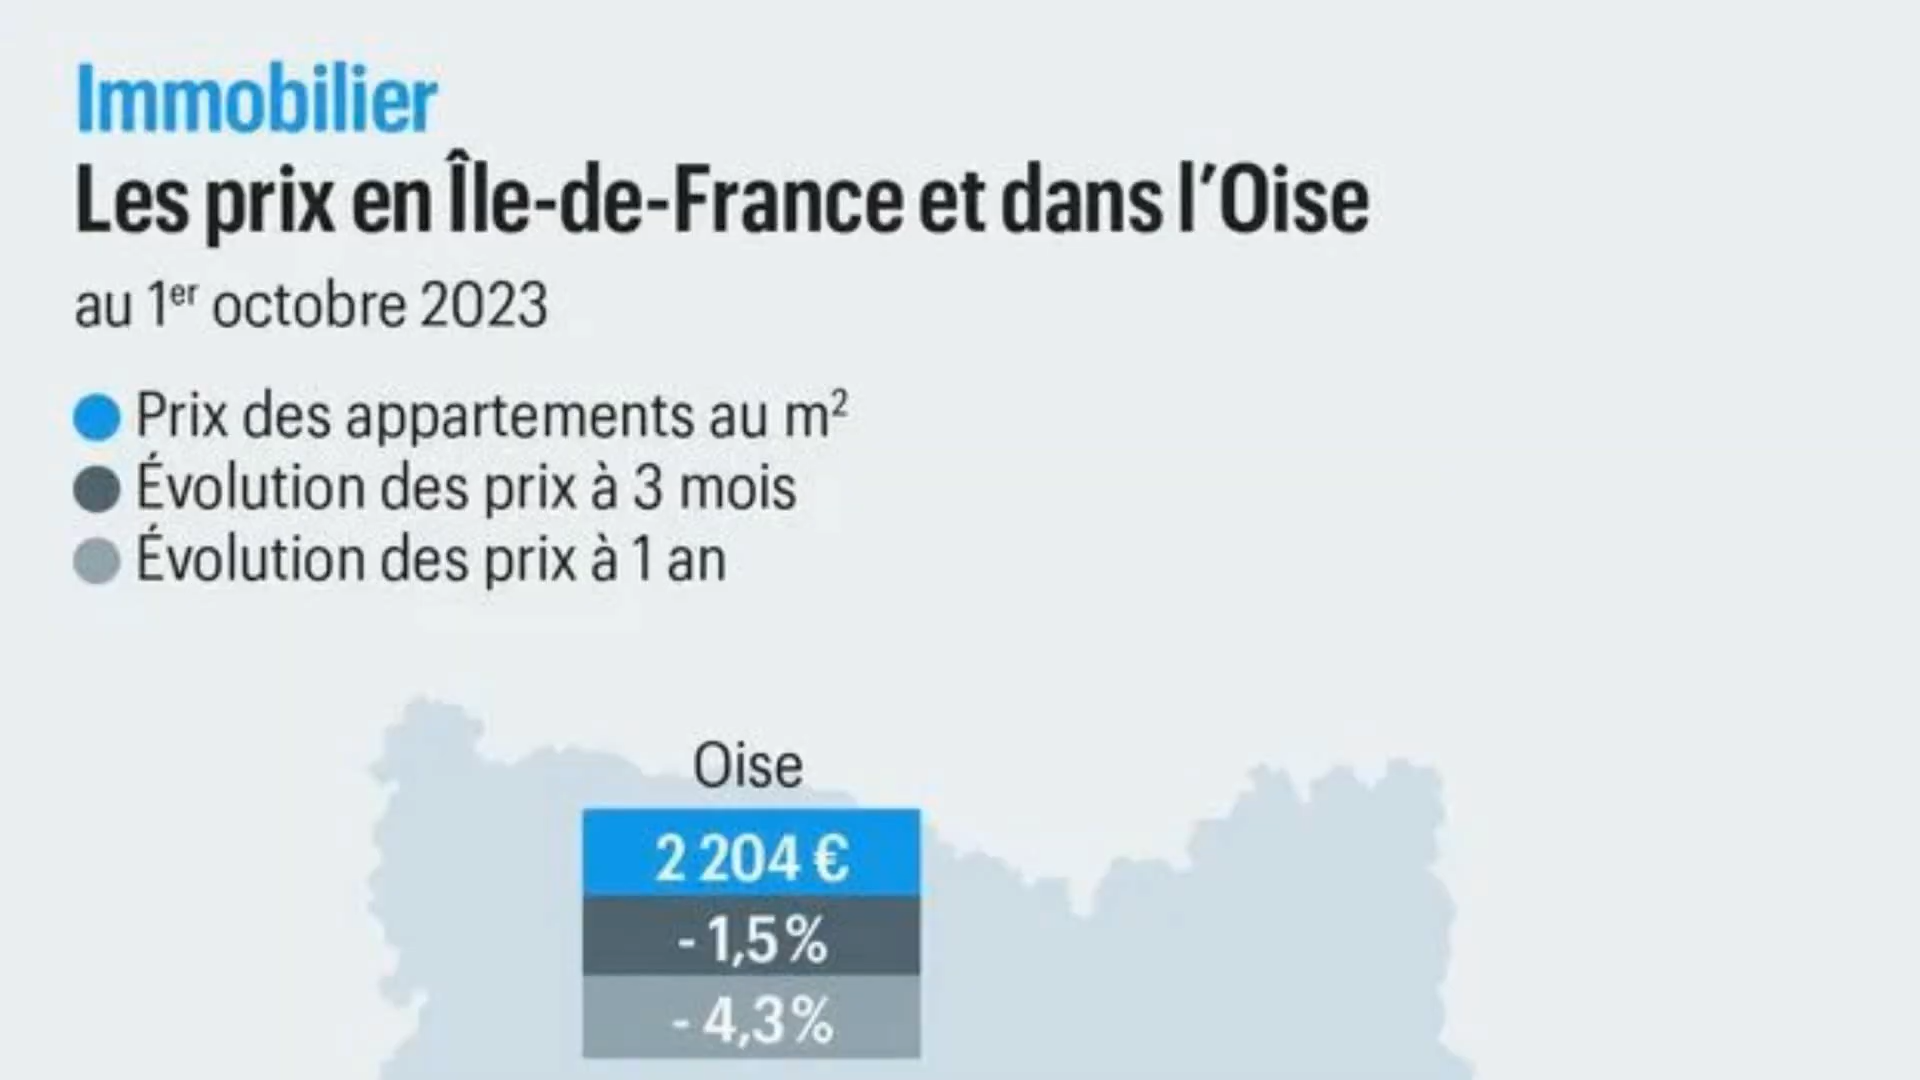 Immobilier
Les prix en Île-de-France et dans l'Oise
au 1er octobre 2023
Prix des appartements au m²
Évolution des prix à 3 mois
Évolution des prix à 1 an
Oise
2 204 €
- 1,5 %
- 4,3 %